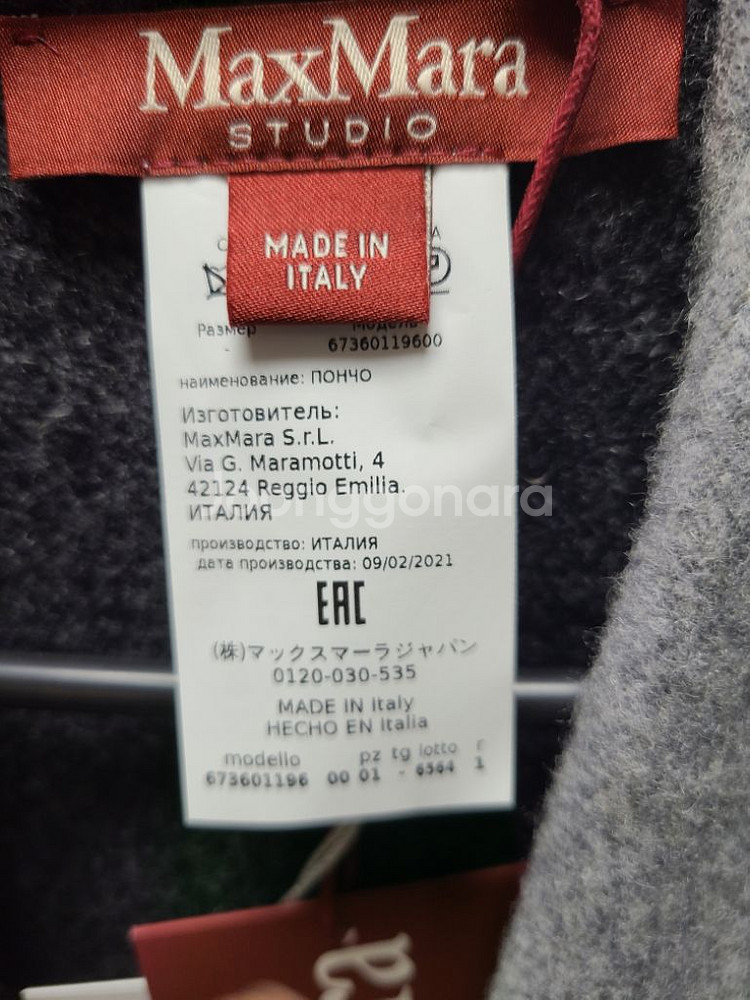 MaxMara
STUDIO
MADE IN
ITALY
Размер Модель
- 67360119600
наименование: ПОНЧО
Изготовитель:
MaxMara S.r.L.
Via G. Maramotti, 4
42124 Reggio Emilia.
ИТАЛИЯ
производство: ИТАЛИЯ
дата производства: 09/02/2021
EAC
(株)マックスマーラジャパン
0120-030-535
MADE IN Italy
HECHO EN Italia
modello pz tg lotto r
673601196 00 01 - 6564 1